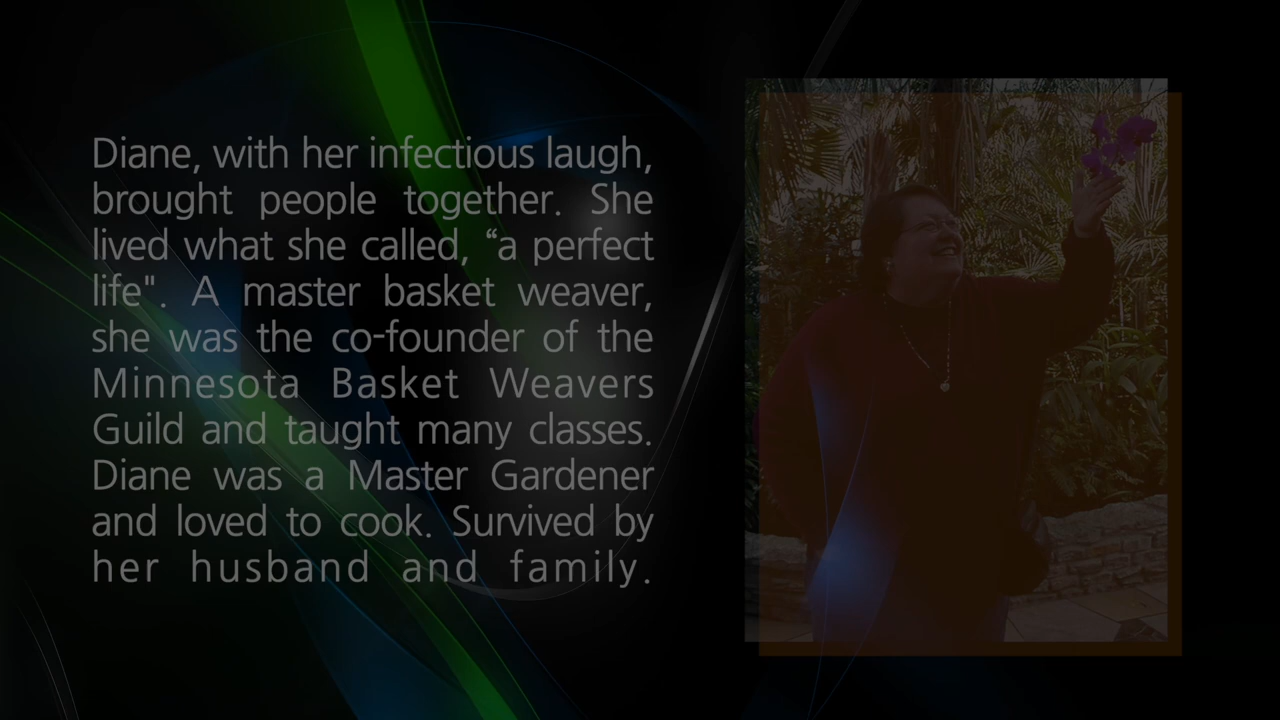 Diane, with her infectious laugh,
brought people together. She
lived what she called, “a perfect
life". A master basket weaver,
she was the co-founder of the
Minnesota Basket Weavers
Guild and taught many classes.
Diane was a Master Gardener
and loved to cook. Survived by
her husband and family.